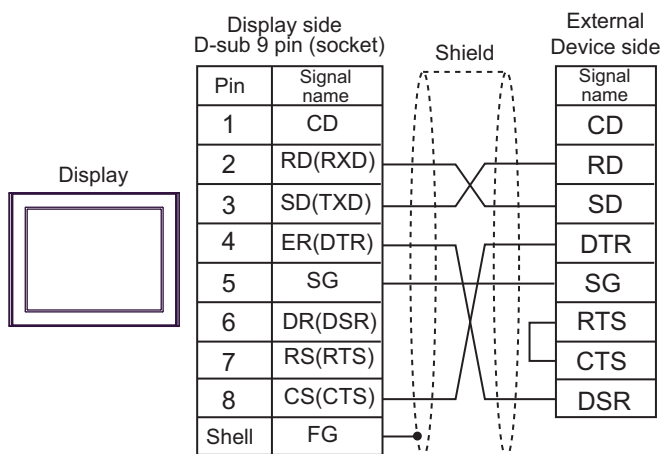 Display side
D-sub 9 pin (socket)
Shield
External
Device side
Pin
Signal
name
Signal
name
1 CD
CD
2 RD(RXD)
RD
Display
3 SD(TXD)
SD
4 ER(DTR)
DTR
5 SG
SG
6 DR(DSR)
RTS
7 RS(RTS)
CTS
8 CS(CTS)
DSR
Shell FG